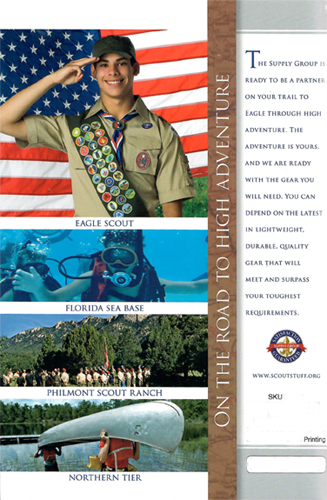 EAGLE SCOUT
FLORIDA SEA BASE
PHILMONT SCOUT RANCH
NORTHERN TIER
ON THE ROAD TO HIGH ADVENTURE
THE SUPPLY GROUP IS
READY TO BE A PARTNER
ON YOUR TRAIL TO
EAGLE THROUGH HIGH
ADVENTURE. THE
ADVENTURE IS YOURS,
AND WE ARE READY
WITH THE GEAR YOU
WILL NEED. YOU CAN
DEPEND ON THE LATEST
IN LIGHTWEIGHT,
DURABLE, QUALITY
GEAR THAT WILL
MEET AND SURPASS
YOUR TOUGHEST
REQUIREMENTS.
SATISFACTION
GUARANTEED
WWW.SCOUTSTUFF.ORG
SKU
Printing